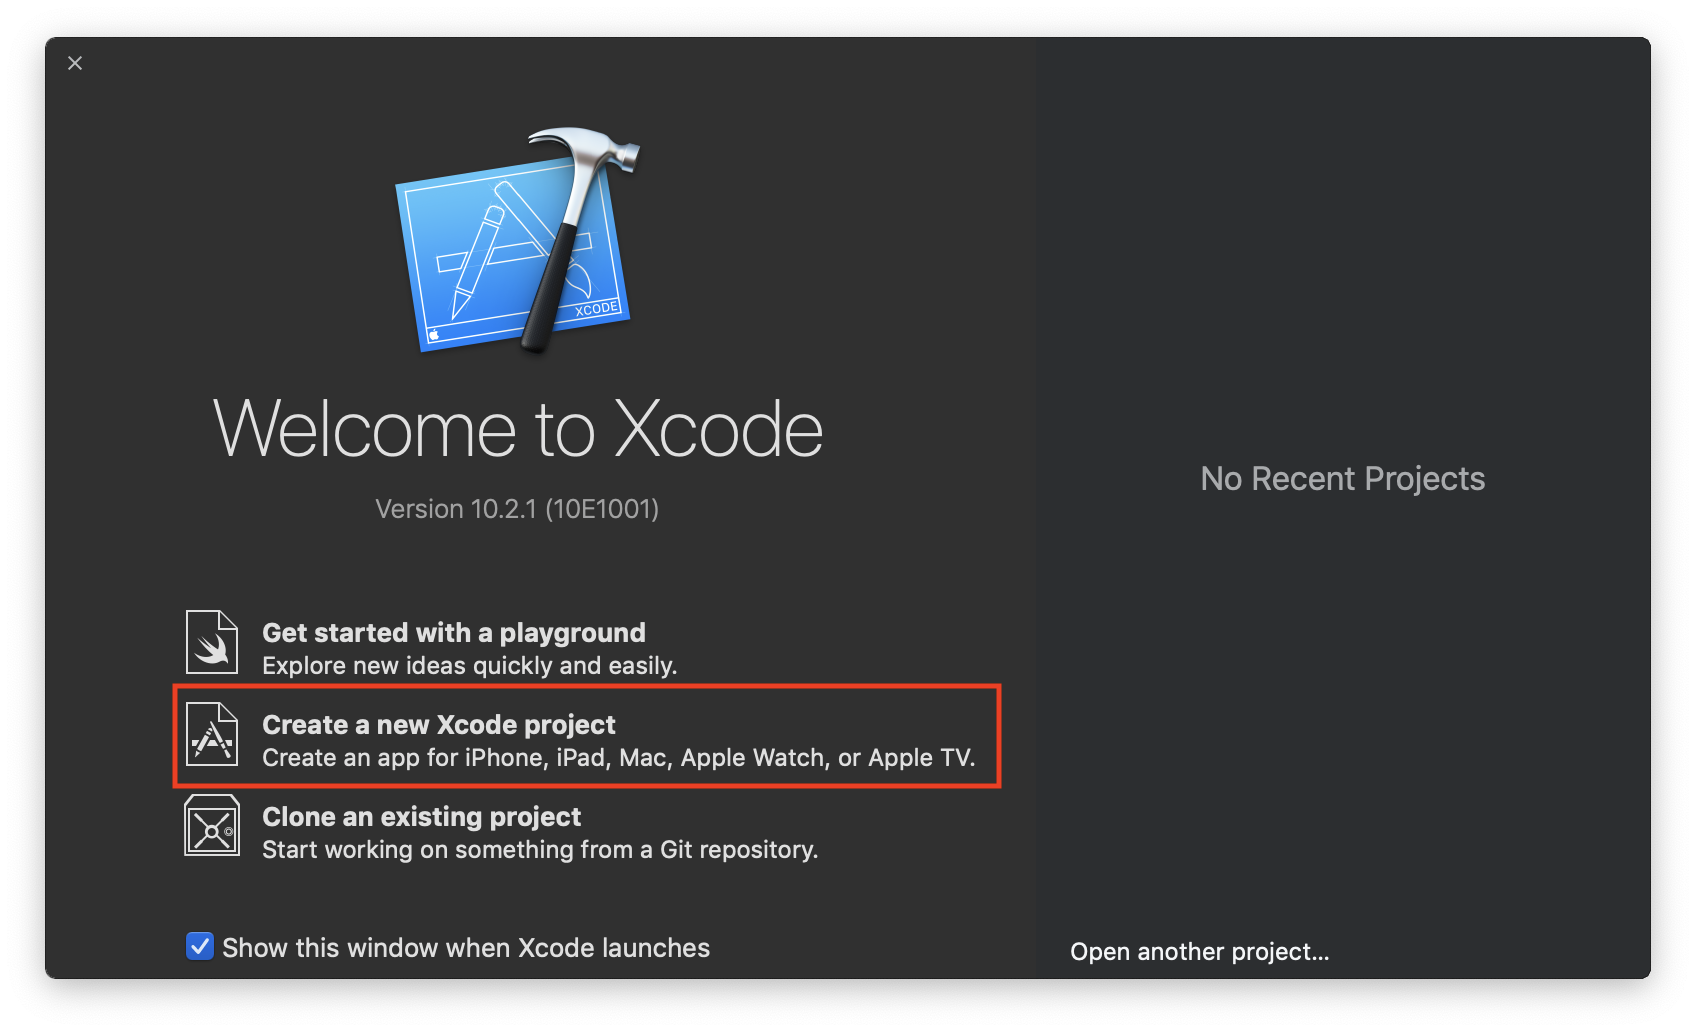 XCODE
Welcome to Xcode
Version 10.2.1 (10E1001)
Get started with a playground
Explore new ideas quickly and easily.
Create a new Xcode project
Create an app for iPhone, iPad, Mac, Apple Watch, or Apple TV.
Clone an existing project
Start working on something from a Git repository.
Show this window when Xcode launches
No Recent Projects
Open another project...